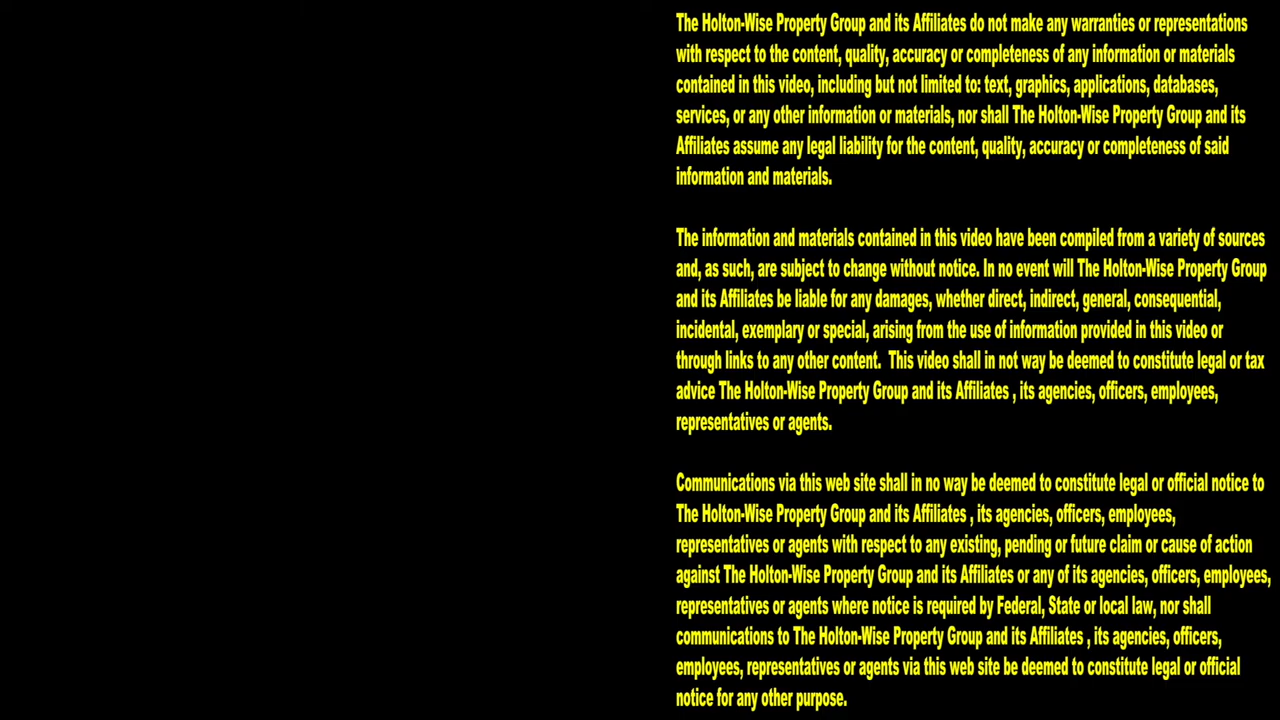 The Holton-Wise Property Group and its Affiliates do not make any warranties or representations
with respect to the content, quality, accuracy or completeness of any information or materials
contained in this video, including but not limited to: text, graphics, applications, databases,
services, or any other information or materials, nor shall The Holton-Wise Property Group and its
Affiliates assume any legal liability for the content, quality, accuracy or completeness of said
information and materials.
The information and materials contained in this video have been compiled from a variety of sources
and, as such, are subject to change without notice. In no event will The Holton-Wise Property Group
and its Affiliates be liable for any damages, whether direct, indirect, general, consequential,
incidental, exemplary or special, arising from the use of information provided in this video or
through links to any other content.  This video shall in not way be deemed to constitute legal or tax
advice The Holton-Wise Property Group and its Affiliates , its agencies, officers, employees,
representatives or agents.
Communications via this web site shall in no way be deemed to constitute legal or official notice to
The Holton-Wise Property Group and its Affiliates , its agencies, officers, employees,
representatives or agents with respect to any existing, pending or future claim or cause of action
against The Holton-Wise Property Group and its Affiliates or any of its agencies, officers, employees,
representatives or agents where notice is required by Federal, State or local law, nor shall
communications to The Holton-Wise Property Group and its Affiliates , its agencies, officers,
employees, representatives or agents via this web site be deemed to constitute legal or official
notice for any other purpose.